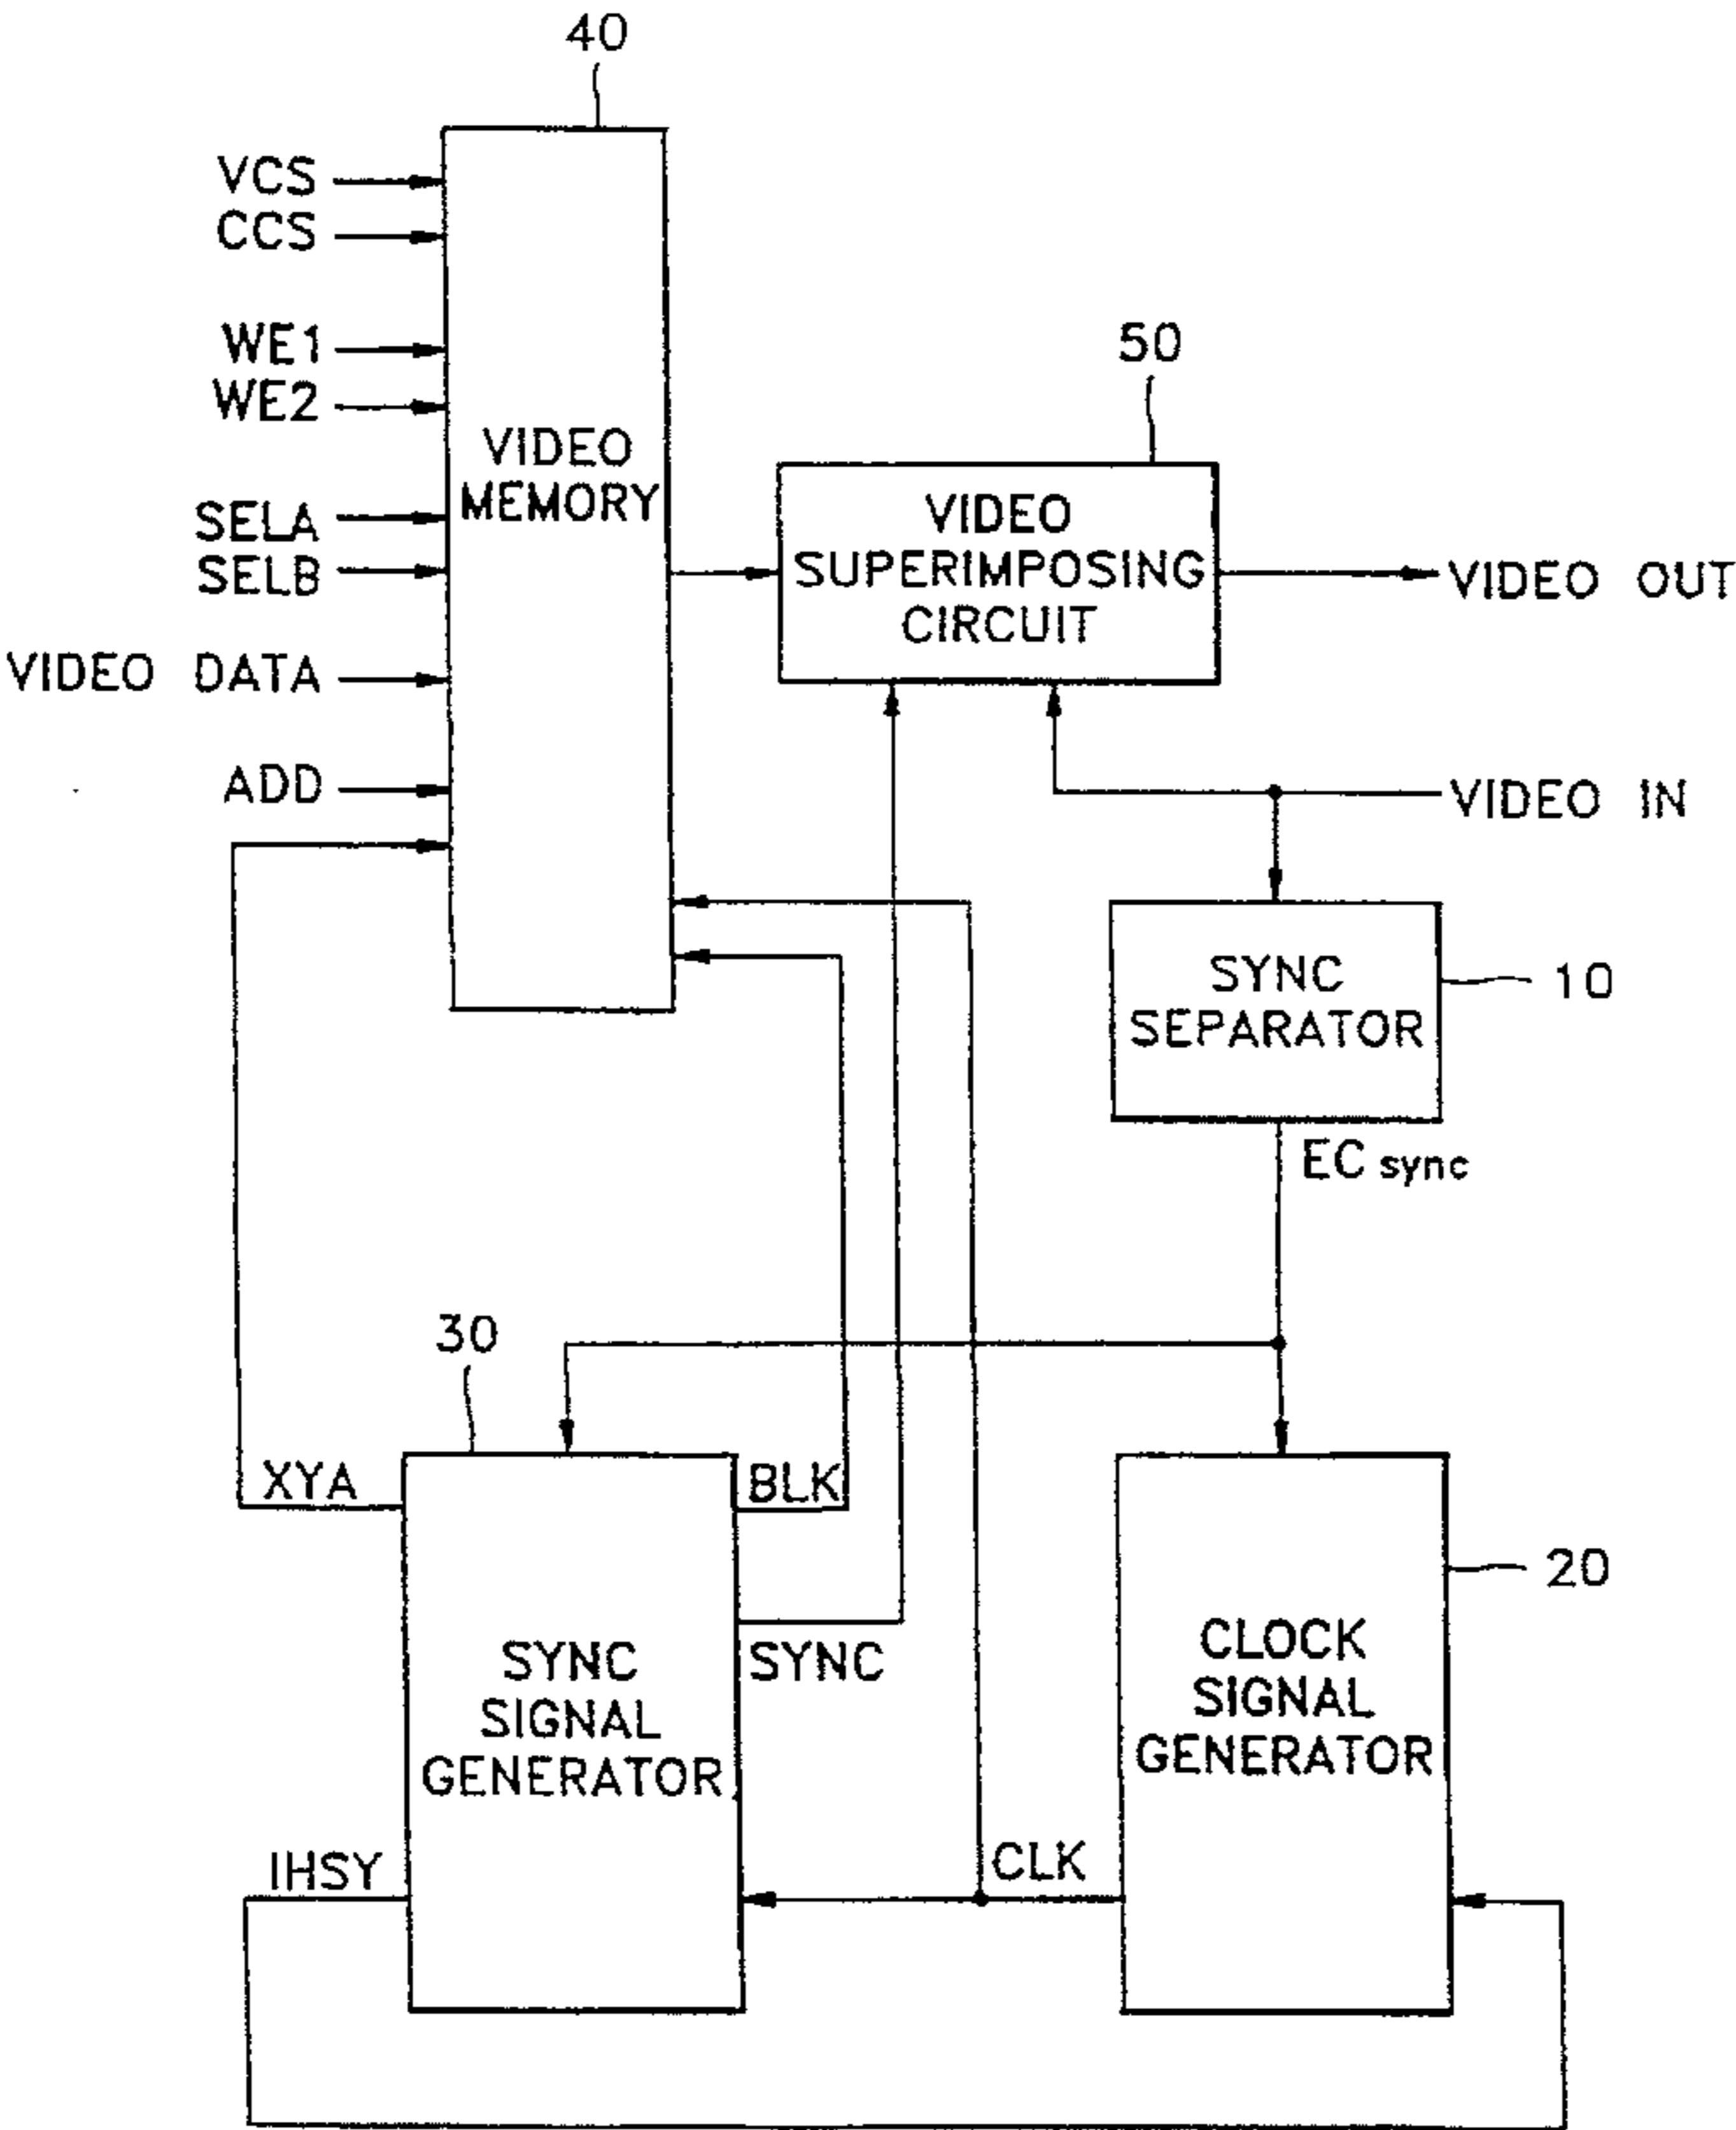 40
VCS
CCS
WE1
WE2
SELA
SELB
VIDEO DATA
ADD
VIDEO
MEMORY
50
VIDEO
SUPERIMPOSING
CIRCUIT
VIDEO OUT
VIDEO IN
SYNC
SEPARATOR
10
EC sync
30
XYA
BLK
SYNC
SIGNAL
GENERATOR
SYNC
IHSY
CLK
20
CLOCK
SIGNAL
GENERATOR